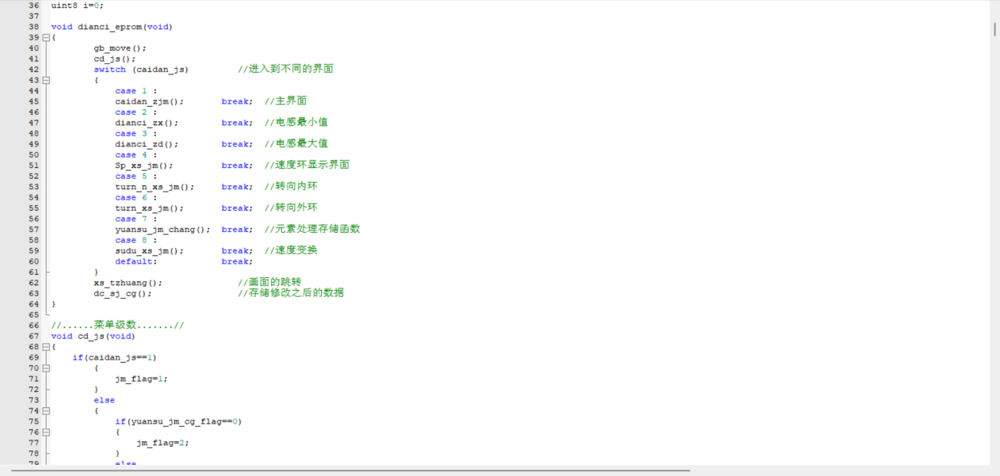 36 uint8 i=0;
37
38 void dianci_eprom(void)
39 {
40 gb_move();
41 cd_js();
42 switch (caidan_js) //进入到不同的界面
43 {
44 case 1 :
45 caidan_zjm(); break; //主界面
46 case 2 :
47 dianci_zx(); break; //电感最小值
48 case 3 :
49 dianci_zd(); break; //电感最大值
50 case 4 :
51 Sp_xs_jm(); break; //速度环显示界面
52 case 5 :
53 turn_n_xs_jm(); break; //转向内环
54 case 6 :
55 turn_xs_jm(); break; //转向外环
56 case 7 :
57 yuansu_jm_chang(); break; //元素处理存储函数
58 case 8 :
59 sudu_xs_jm(); break; //速度变换
60 default: break;
61 }
62 xs_tzhuang(); //画面的跳转
63 dc_sj_cg(); //存储修改之后的数据
64 }
65
66 //......菜单级数.......//
67 void cd_js(void)
68 {
69 if(caidan_js==1)
70 {
71 jm_flag=1;
72 }
73 else
74 {
75 if(yuansu_jm_cg_flag==0)
76 {
77 jm_flag=2;
78 }
79 else